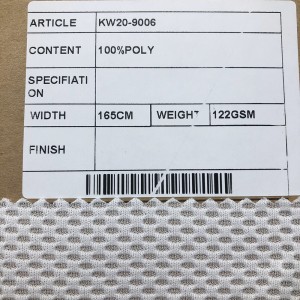 ARTICLE KW20-9006
CONTENT 100%POLY
SPECIFIATI
ON
WIDTH 165CM WEIGHT 122GSM
FINISH